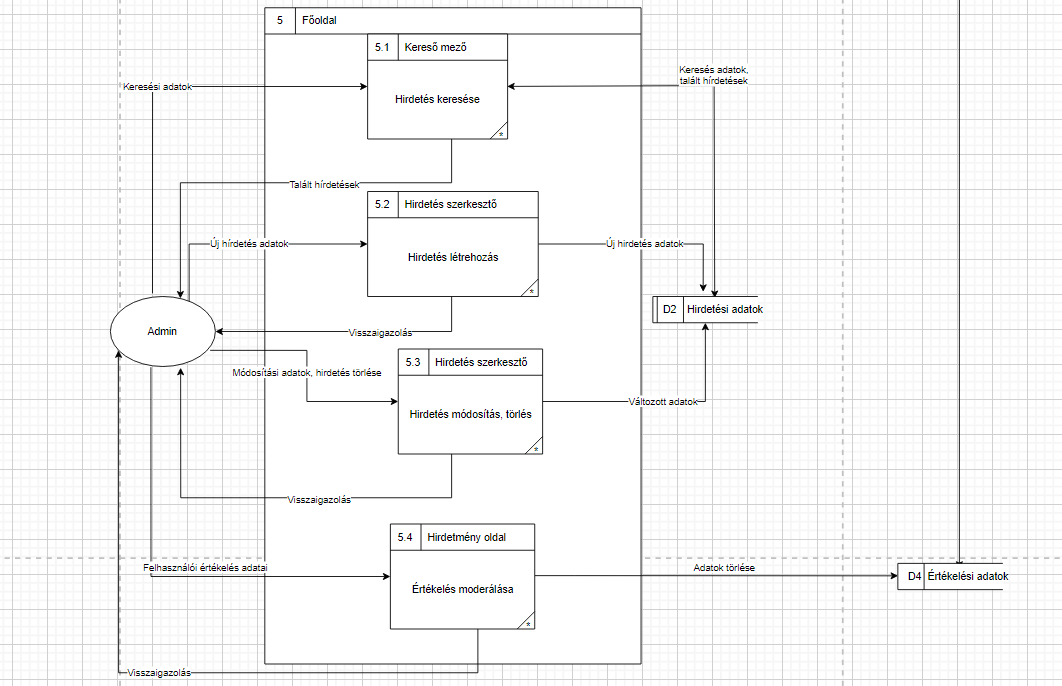 5 Főoldal
5.1 Kereső mező
Keresés adatok,
talált hirdetések
Keresési adatok
Hirdetés keresése
*
Talált hírdetések
5.2 Hirdetés szerkesztő
Új hírdetés adatok
Új hirdetés adatok
Hirdetés létrehozás
*
D2 Hirdetési adatok
Admin
Visszaigazolás
5.3 Hirdetés szerkesztő
Módosítási adatok, hirdetés törlése
Változott adatok
Hirdetés módosítás, törlés
*
Visszaigazolás
5.4 Hirdetmény oldal
Felhasználói értékelés adatai
Adatok törlése
D4 Értékelési adatok
Értékelés moderálása
*
Visszaigazolás